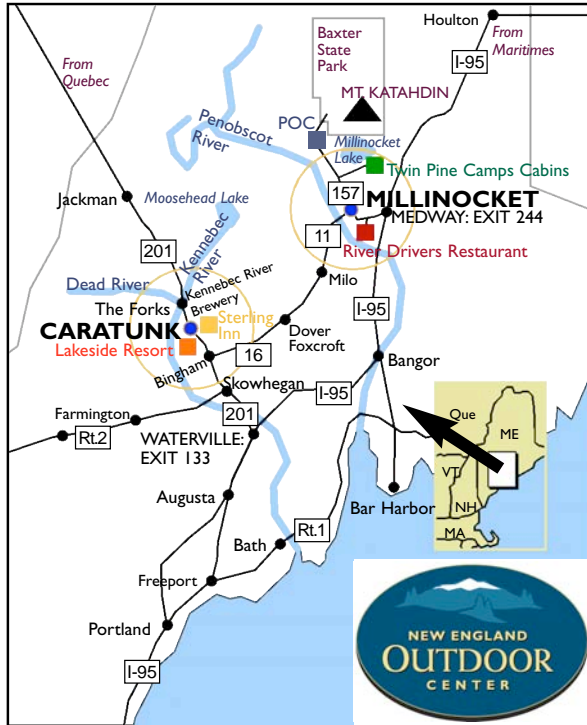 Houlton
From
Maritimes
I-95
Baxter
State
Park
MT. KATAHDIN
From
Quebec
Penobscot
River
POC
Millinocket
Lake
Twin Pine Camps Cabins
157
MILLINOCKET
MEDWAY: EXIT 244
River Drivers Restaurant
11
Jackman
Moosehead Lake
201
Kennebec
River
Dead River
Milo
The Forks
Kennebec River
Brewery
I-95
CARATUNK
Sterling
Inn
Lakeside Resort
Dover
Foxcroft
16
Bingham
Bangor
Skowhegan
I-95
201
Farmington
Rt.2
WATERVILLE:
EXIT 133
Que
ME
VT
NH
MA
Augusta
Bar Harbor
Rt.1
Bath
Freeport
Portland
I-95
NEW ENGLAND
OUTDOOR
CENTER